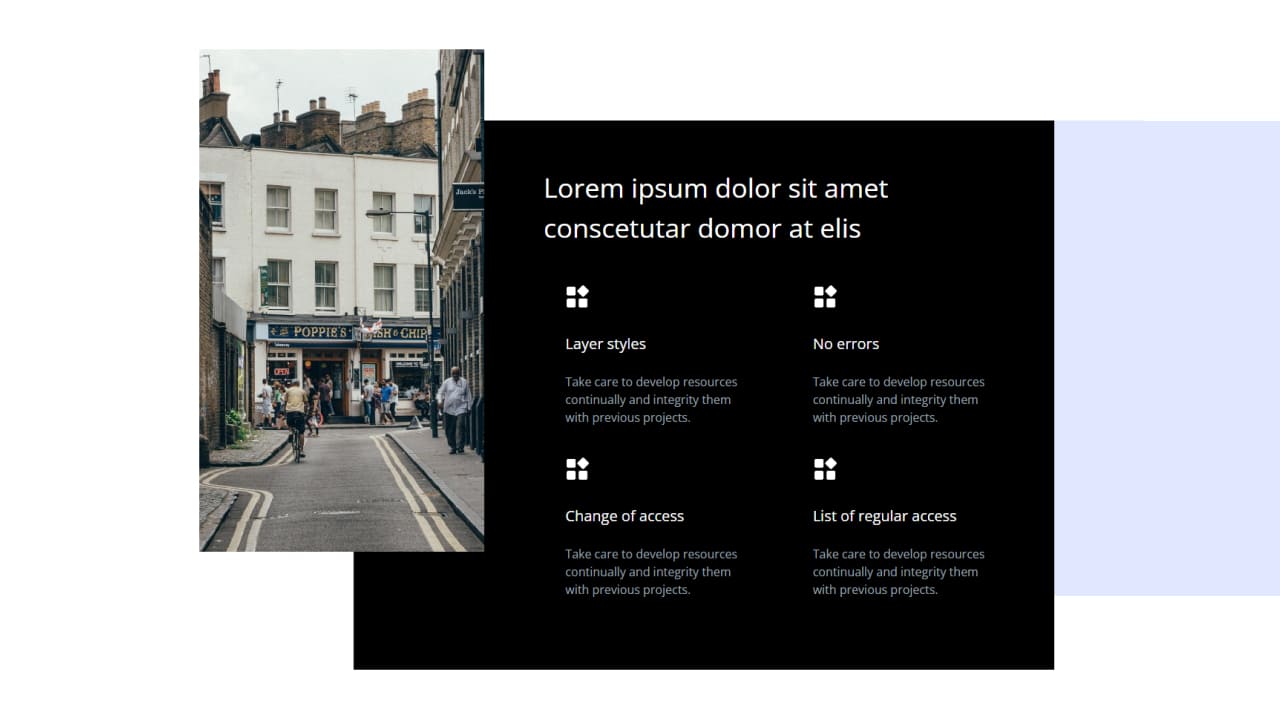 Jack's
POPPIE'S
ISH & CHIP
OPEN
Lorem ipsum dolor sit amet
conscetutar domor at elis
Layer styles
Take care to develop resources
continually and integrity them
with previous projects.
No errors
Take care to develop resources
continually and integrity them
with previous projects.
Change of access
Take care to develop resources
continually and integrity them
with previous projects.
List of regular access
Take care to develop resources
continually and integrity them
with previous projects.